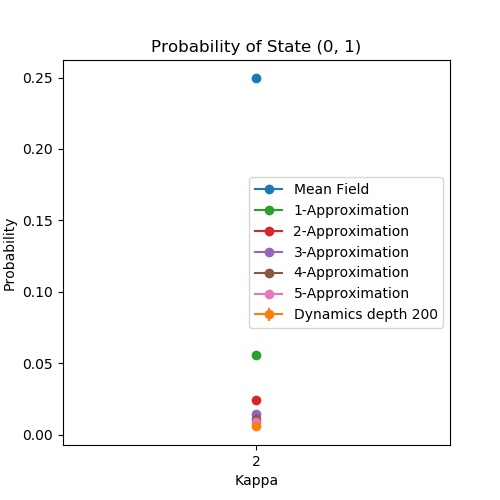 Probability of State (0, 1)
Probability
0.25
0.20
0.15
0.10
0.05
0.00
Mean Field
1-Approximation
2-Approximation
3-Approximation
4-Approximation
5-Approximation
Dynamics depth 200
2
Kappa